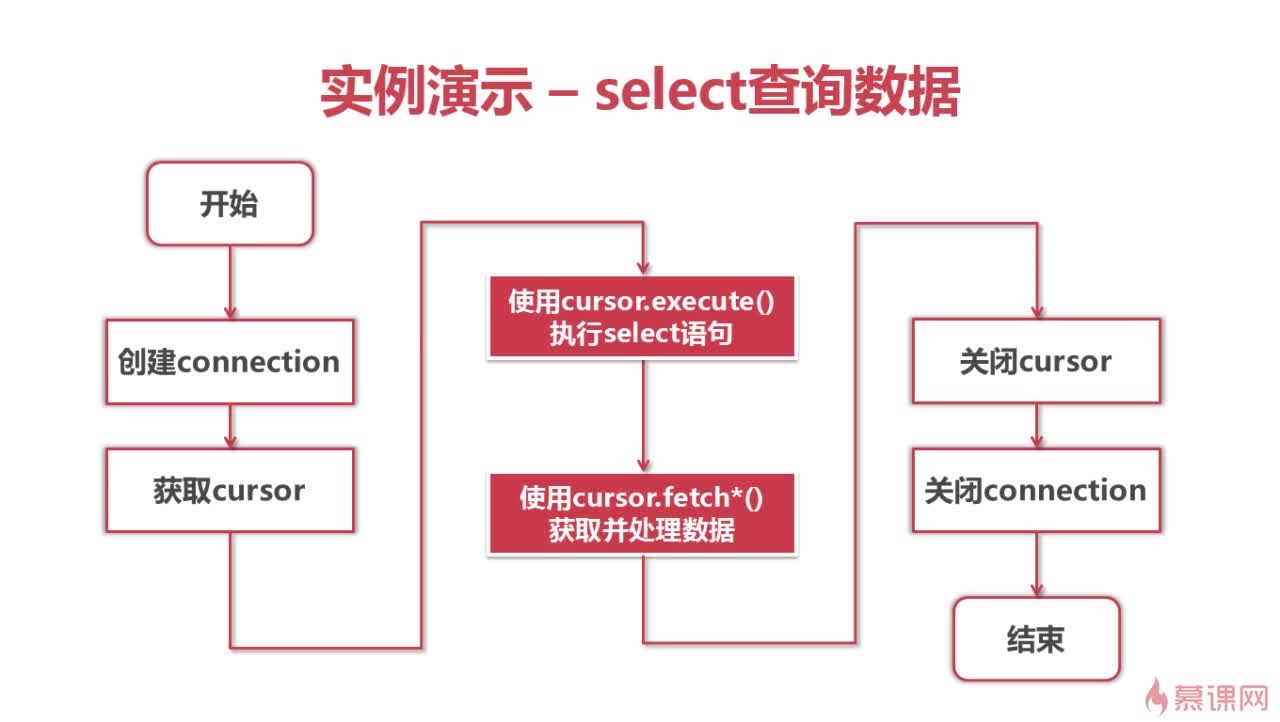 实例演示 – select查询数据
开始
创建connection
获取cursor
使用cursor.execute()
执行select语句
使用cursor.fetch*()
获取并处理数据
关闭cursor
关闭connection
结束
慕课网